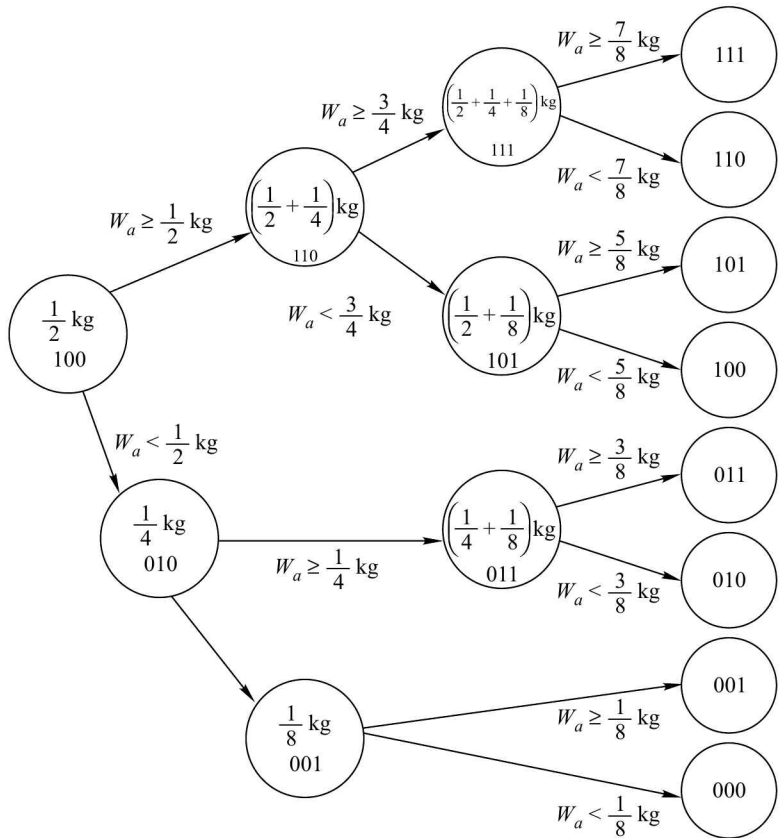 W_a ≥ 7/8 kg
111
(1/2 + 1/4 + 1/8) kg
111
W_a ≥ 3/4 kg
W_a < 7/8 kg
110
(1/2 + 1/4) kg
110
W_a ≥ 1/2 kg
W_a ≥ 5/8 kg
101
W_a < 3/4 kg
(1/2 + 1/8) kg
101
1/2 kg
100
W_a < 5/8 kg
100
W_a < 1/2 kg
W_a ≥ 3/8 kg
011
1/4 kg
010
W_a ≥ 1/4 kg
(1/4 + 1/8) kg
011
W_a < 3/8 kg
010
1/8 kg
001
W_a ≥ 1/8 kg
001
W_a < 1/8 kg
000